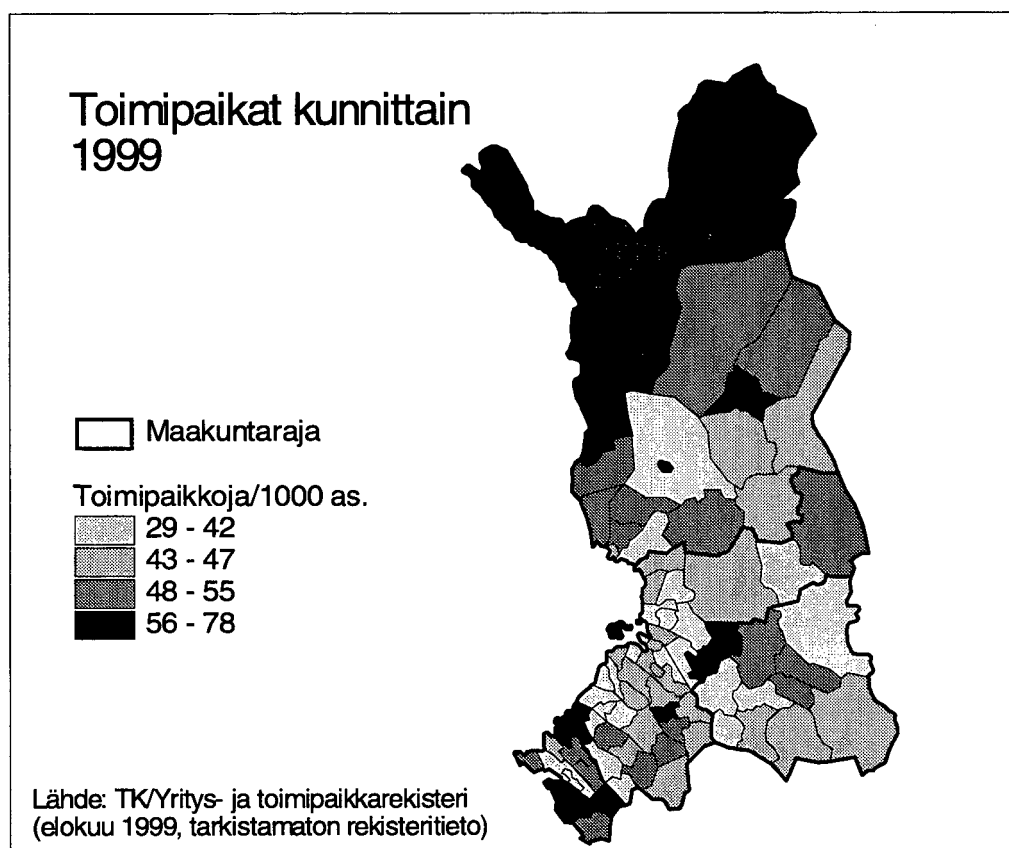 Toimipaikat kunnittain
1999
Maakuntaraja
Toimipaikkoja/1000 as.
29 - 42
43 - 47
48 - 55
56 - 78
Lähde: TK/Yritys- ja toimipaikkarekisteri
(elokuu 1999, tarkistamaton rekisteritieto)